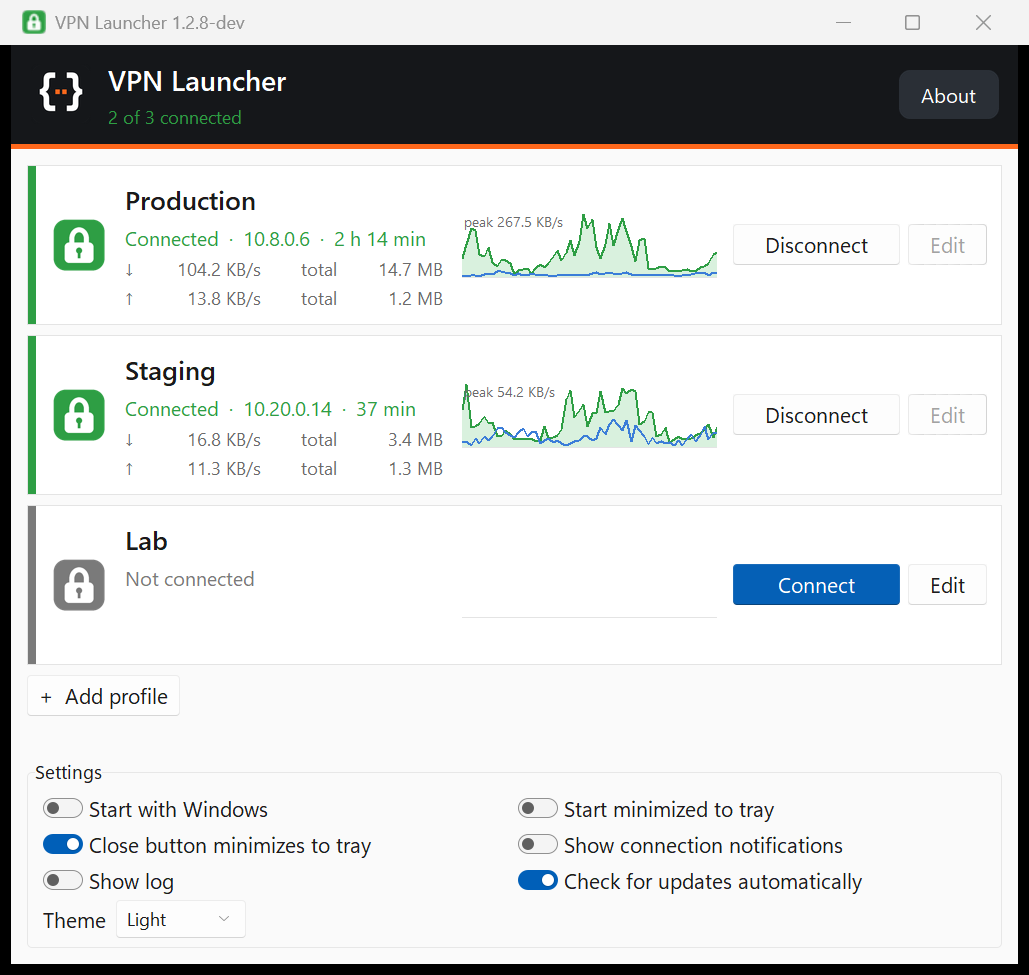 VPN Launcher 1.2.8-dev
VPN Launcher
2 of 3 connected
About
Production
Connected · 10.8.0.6 · 2 h 14 min
↓ 104.2 KB/s total 14.7 MB
↑ 13.8 KB/s total 1.2 MB
peak 267.5 KB/s
Disconnect Edit
Staging
Connected · 10.20.0.14 · 37 min
↓ 16.8 KB/s total 3.4 MB
↑ 11.3 KB/s total 1.3 MB
peak 54.2 KB/s
Disconnect Edit
Lab
Not connected
Connect Edit
+ Add profile
Settings
Start with Windows Start minimized to tray
Close button minimizes to tray Show connection notifications
Show log Check for updates automatically
Theme Light